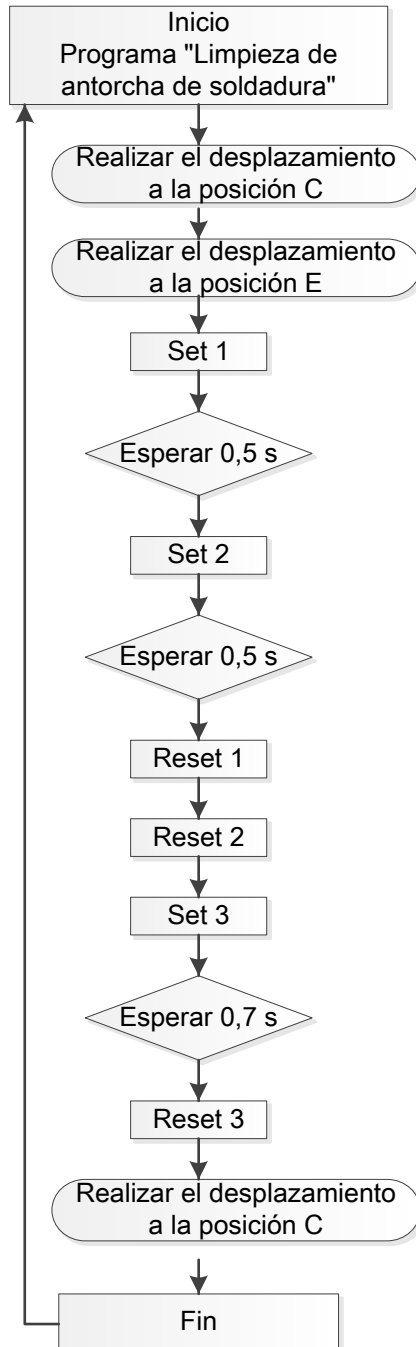 Inicio
Programa "Limpieza de
antorcha de soldadura"
Realizar el desplazamiento
a la posición C
Realizar el desplazamiento
a la posición E
Set 1
Esperar 0,5 s
Set 2
Esperar 0,5 s
Reset 1
Reset 2
Set 3
Esperar 0,7 s
Reset 3
Realizar el desplazamiento
a la posición C
Fin